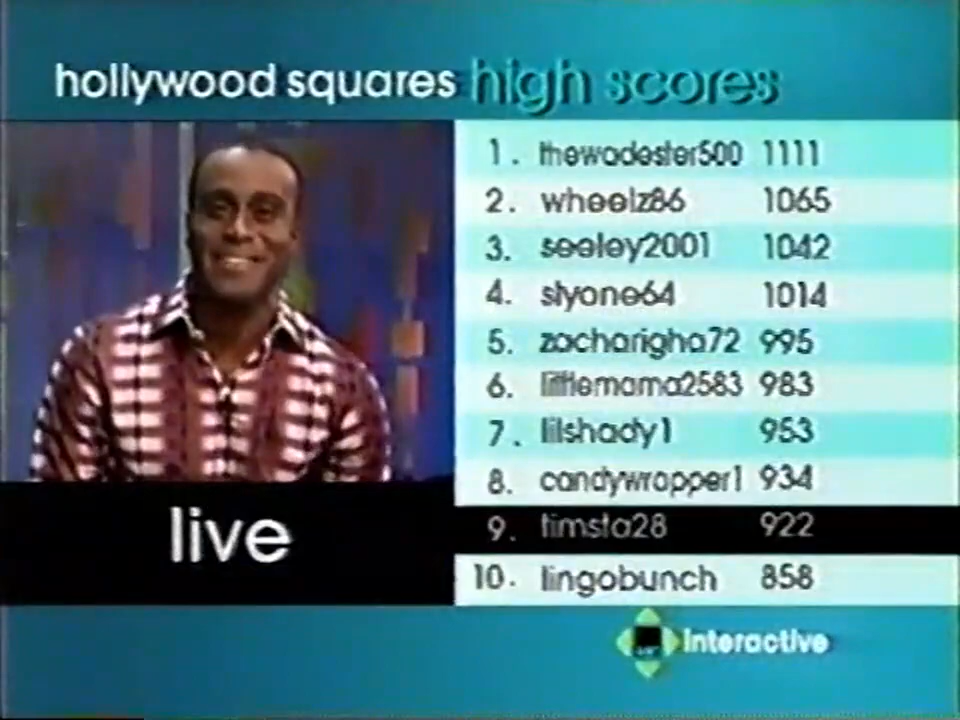 hollywood squares high scores
1. thewadester500 1111
2. wheelz86 1065
3. seeley2001 1042
4. slyone64 1014
5. zacharigha72 995
6. littlemama2583 983
7. lilshady1 953
8. candywrapper1 934
9. timsta28 922
10. lingobunch 858
live
Interactive